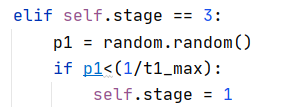 elif self.stage == 3:
    p1 = random.random()
    if p1<(1/t1_max):
        self.stage = 1